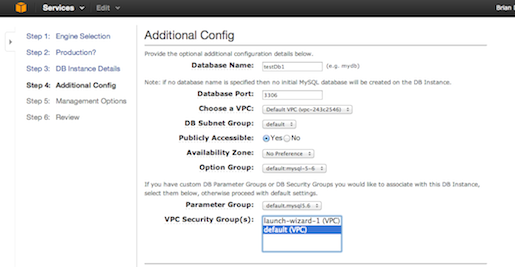 Services Edit Brian
Additional Config
Step 1: Engine Selection
Step 2: Production?
Step 3: DB Instance Details
Step 4: Additional Config
Step 5: Management Options
Step 6: Review
Provide the optional additional configuration details below.
Database Name: testDb1 (e.g. mydb)
Note: if no database name is specified then no initial MySQL database will be created on the DB Instance.
Database Port: 3306
Choose a VPC: Default VPC (vpc-243c2546)
DB Subnet Group: default
Publicly Accessible: Yes No
Availability Zone: No Preference
Option Group: default:mysql-5-6
If you have custom DB Parameter Groups or DB Security Groups you would like to associate with this DB Instance,
select them below, otherwise proceed with default settings.
Parameter Group: default.mysql5.6
VPC Security Group(s): launch-wizard-1 (VPC)
default (VPC)